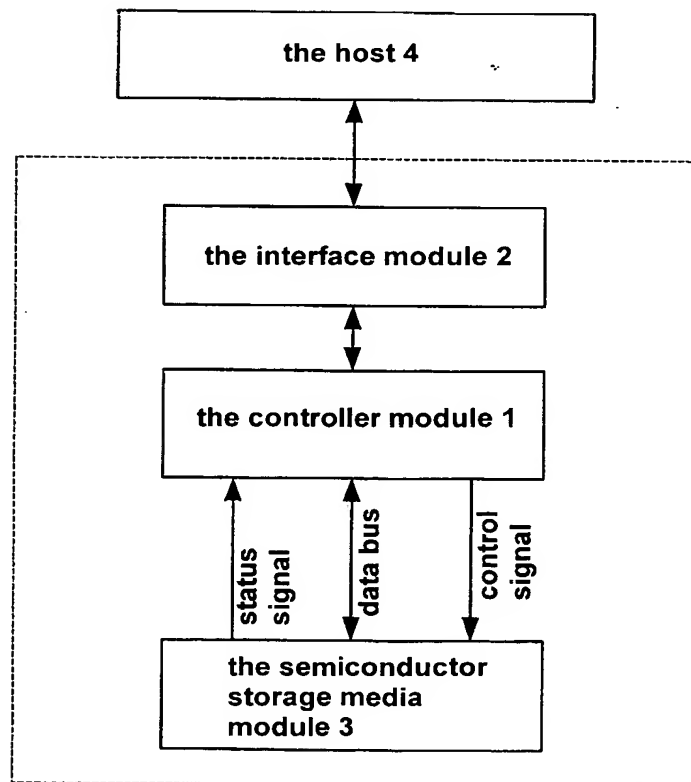 the host 4
the interface module 2
the controller module 1
status
signal
data bus
control
signal
the semiconductor
storage media
module 3